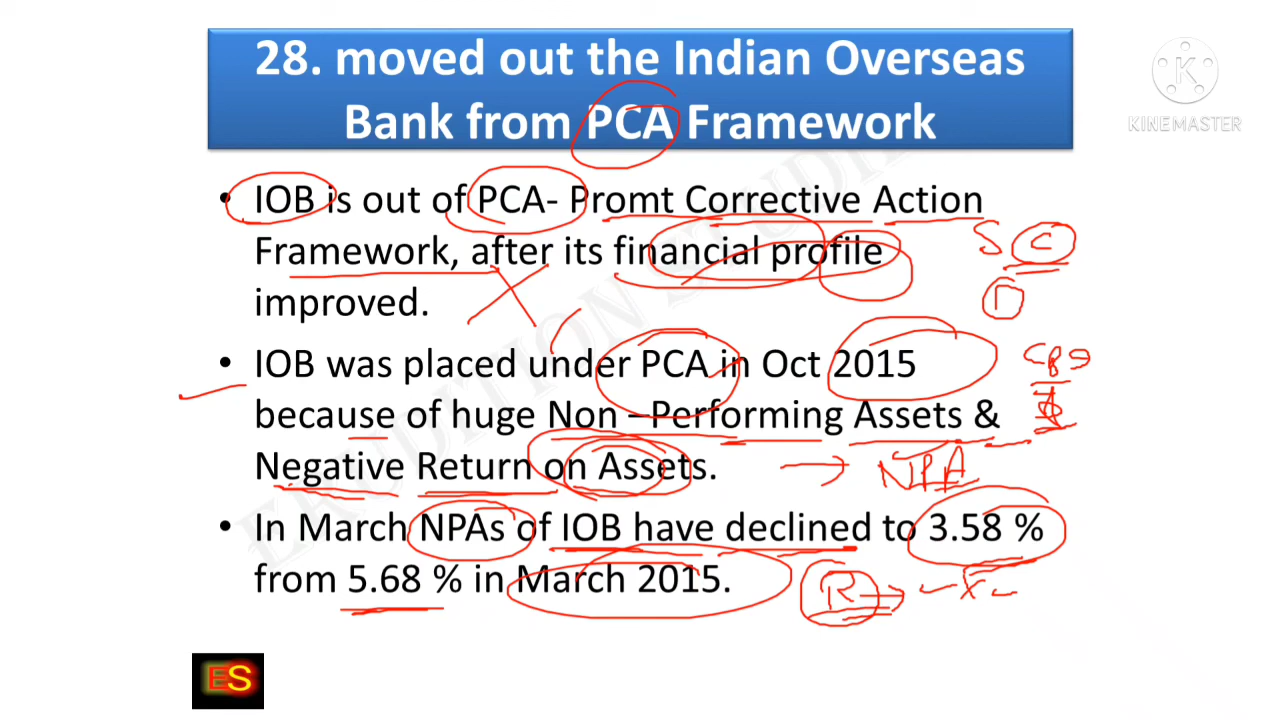 28. moved out the Indian Overseas
Bank from PCA Framework
KINEMASTER
• IOB is out of PCA- Promt Corrective Action
Framework, after its financial profile
improved.
• IOB was placed under PCA in Oct 2015
because of huge Non –Performing Assets &
Negative Return on Assets.
NPA
• In March NPAs of IOB have declined to 3.58 %
from 5.68 % in March 2015.
R
ERUDITION STUDIES
ES